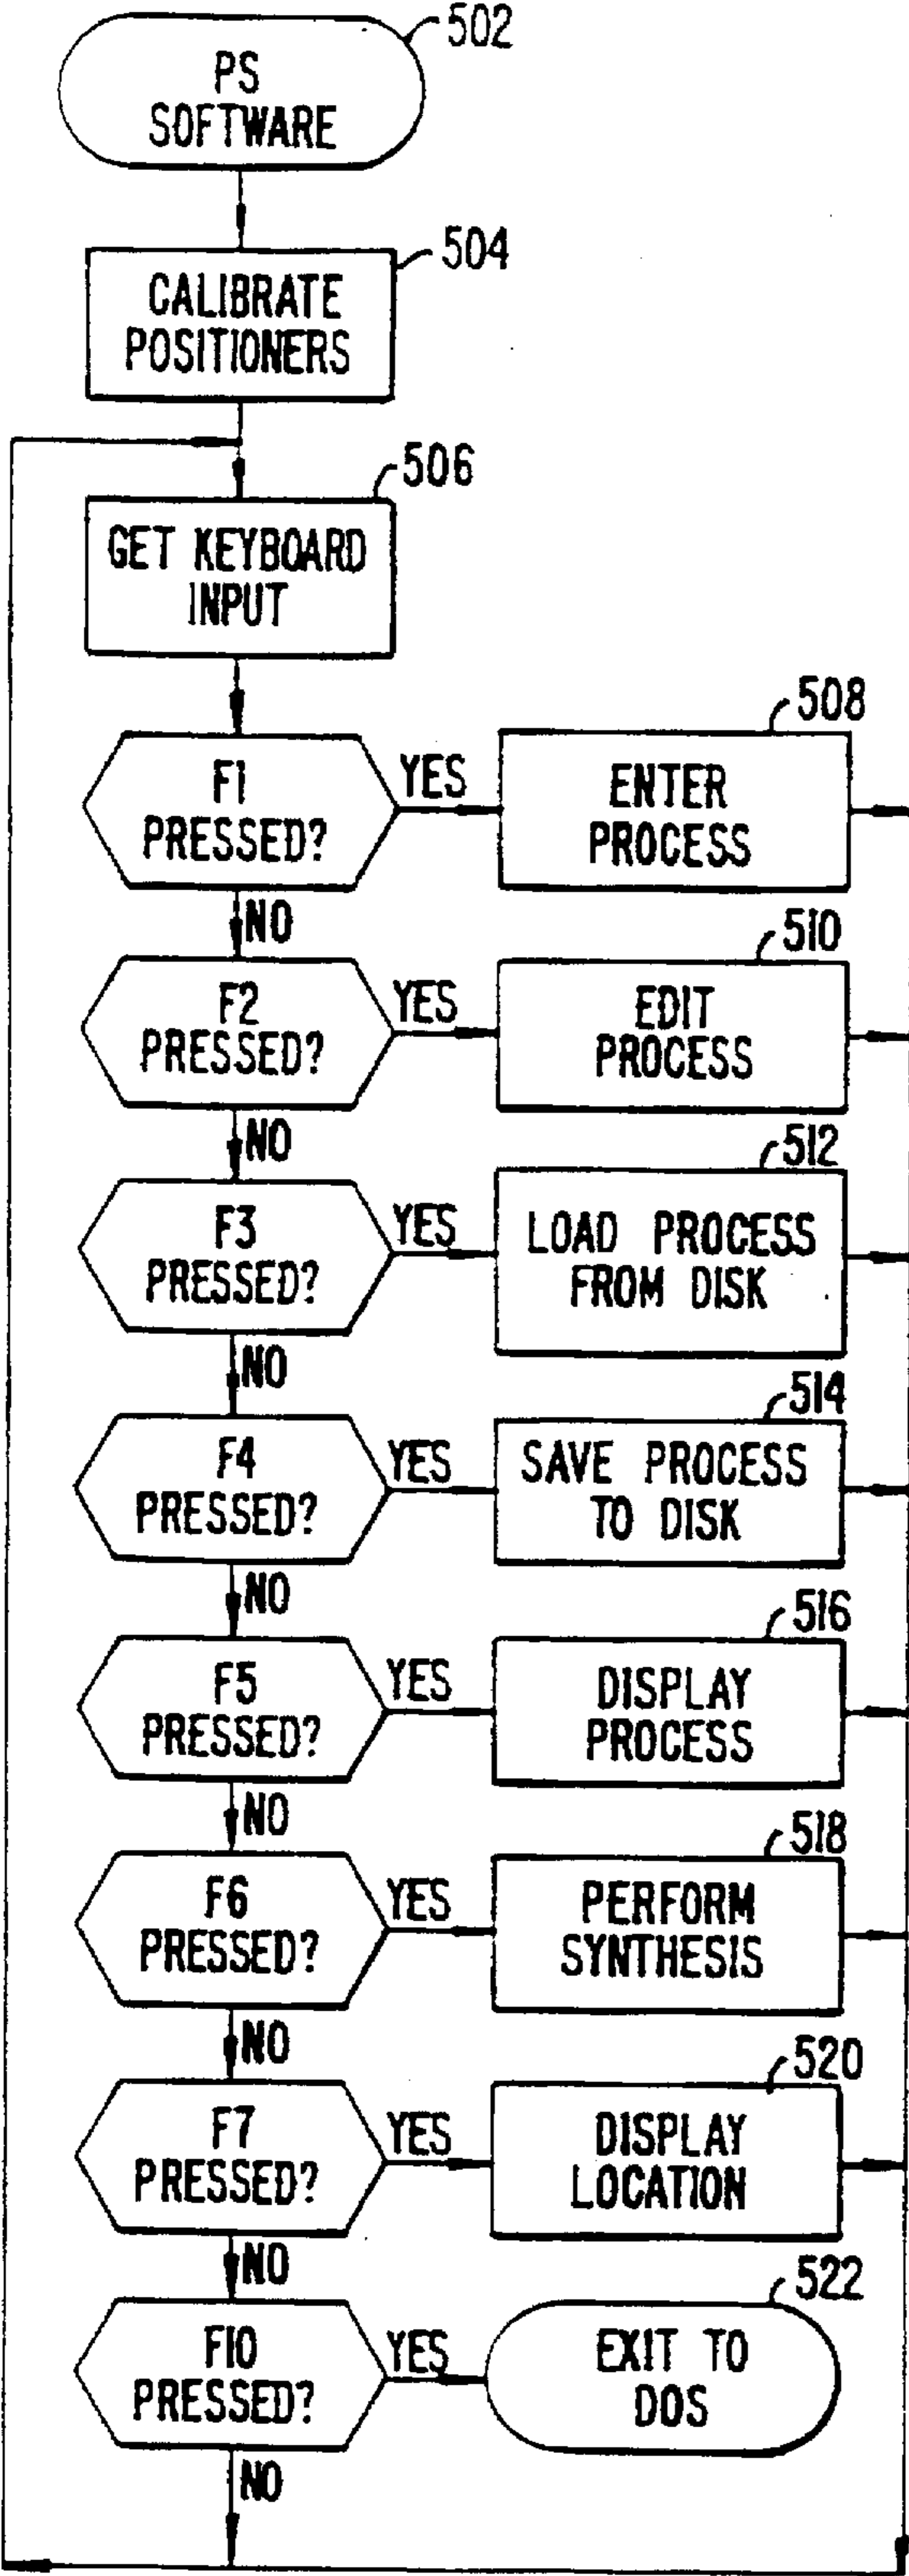 502
PS
SOFTWARE
504
CALIBRATE
POSITIONERS
506
GET KEYBOARD
INPUT
508
F1
PRESSED?
YES
ENTER
PROCESS
NO
510
F2
PRESSED?
YES
EDIT
PROCESS
NO
512
F3
PRESSED?
YES
LOAD PROCESS
FROM DISK
NO
514
F4
PRESSED?
YES
SAVE PROCESS
TO DISK
NO
516
F5
PRESSED?
YES
DISPLAY
PROCESS
NO
518
F6
PRESSED?
YES
PERFORM
SYNTHESIS
NO
520
F7
PRESSED?
YES
DISPLAY
LOCATION
NO
522
F10
PRESSED?
YES
EXIT TO
DOS
NO